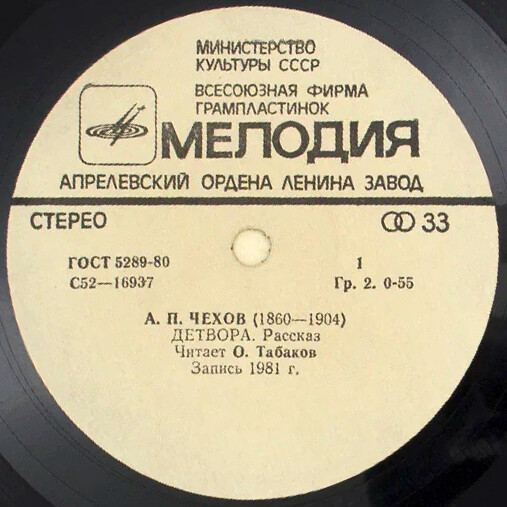 МИНИСТЕРСТВО
КУЛЬТУРЫ СССР
ВСЕСОЮЗНАЯ ФИРМА
ГРАМПЛАСТИНОК
МЕЛОДИЯ
АПРЕЛЕВСКИЙ ОРДЕНА ЛЕНИНА ЗАВОД
СТЕРЕО 33
ГОСТ 5289-80 1
С52—16937 Гр. 2. 0-55
А. П. ЧЕХОВ (1860—1904)
ДЕТВОРА. Рассказ
Читает О. Табаков
Запись 1981 г.